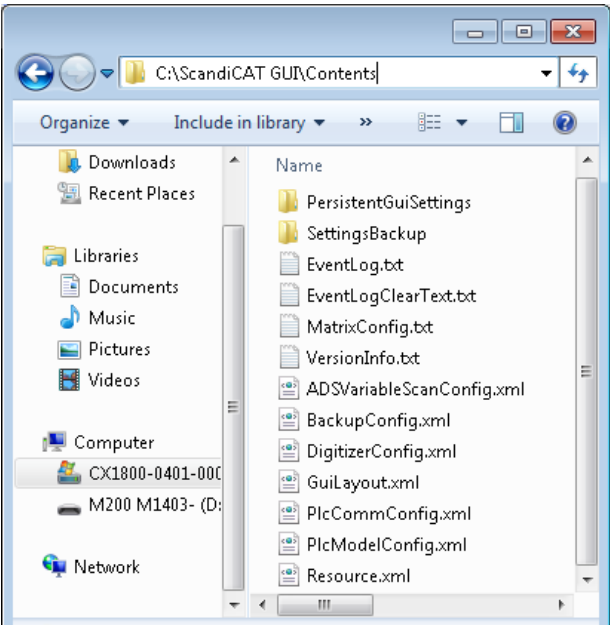 C:\ScandiCAT GUI\Contents
Organize Include in library »
Downloads
Recent Places
Libraries
Documents
Music
Pictures
Videos
Computer
CX1800-0401-000
M200 M1403- (D:
Network
Name
PersistentGuiSettings
SettingsBackup
EventLog.txt
EventLogClearText.txt
MatrixConfig.txt
VersionInfo.txt
ADSVariableScanConfig.xml
BackupConfig.xml
DigitizerConfig.xml
GuiLayout.xml
PlcCommConfig.xml
PlcModelConfig.xml
Resource.xml